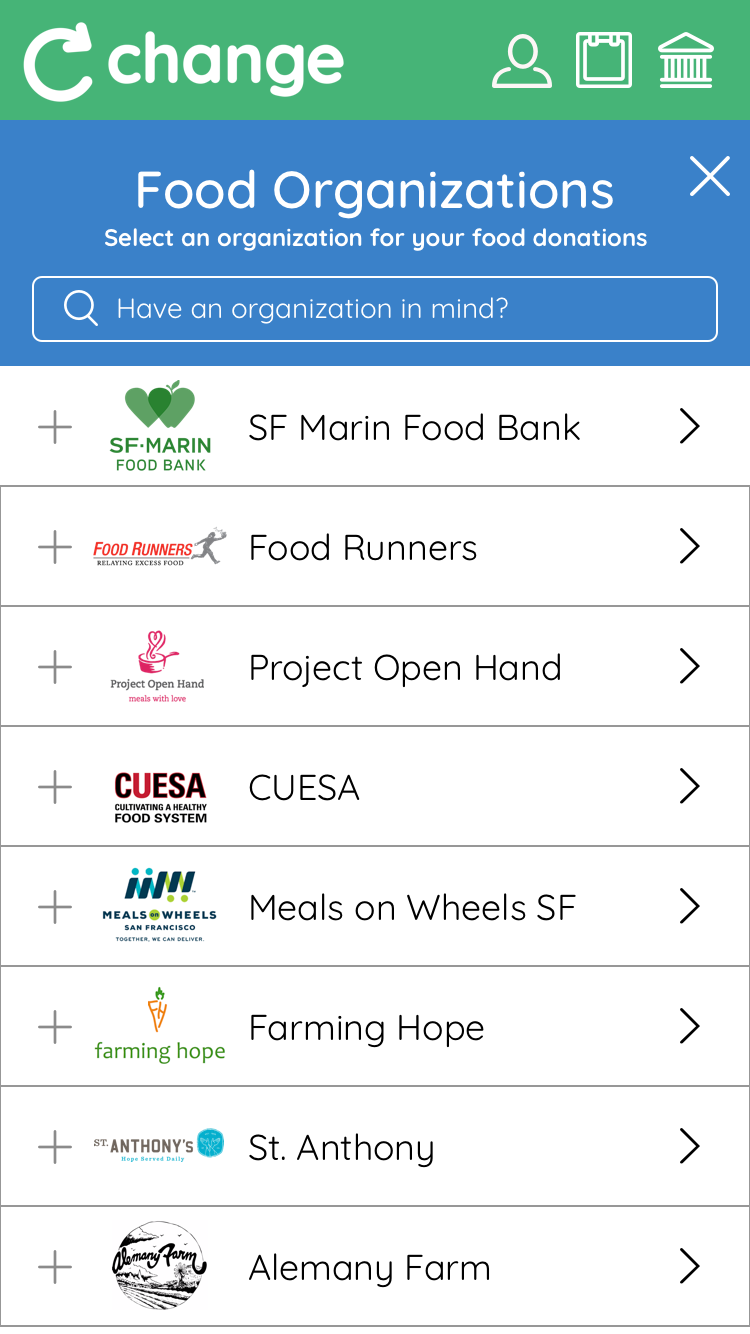 change
Food Organizations
Select an organization for your food donations
Have an organization in mind?
SF·MARIN
FOOD BANK
SF Marin Food Bank
FOOD RUNNERS
RELAYING EXCESS FOOD
Food Runners
Project Open Hand
meals with love
Project Open Hand
CUESA
CULTIVATING A HEALTHY
FOOD SYSTEM
CUESA
MEALS on WHEELS
SAN FRANCISCO
TOGETHER, WE CAN DELIVER.
Meals on Wheels SF
FH
farming hope
Farming Hope
ST. ANTHONY'S
Hope Served Daily
St. Anthony
Alemany Farm
Alemany Farm